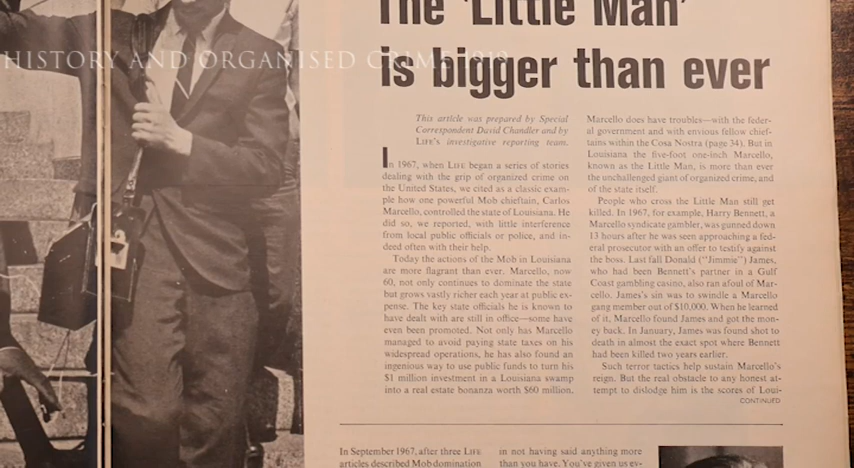 The 'Little Man'
is bigger than ever
HISTORY AND ORGANISED CRIME 1919
This article was prepared by Special
Correspondent David Chandler and by
LIFE's investigative reporting team.
In 1967, when LIFE began a series of stories
dealing with the grip of organized crime on
the United States, we cited as a classic exam-
ple how one powerful Mob chieftain, Carlos
Marcello, controlled the state of Louisiana. He
did so, we reported, with little interference
from local public officials or police, and in-
deed often with their help.
Today the actions of the Mob in Louisiana
are more flagrant than ever. Marcello, now
60, not only continues to dominate the state
but grows vastly richer each year at public ex-
pense. The key state officials he is known to
have dealt with are still in office—some have
even been promoted. Not only has Marcello
managed to avoid paying state taxes on his
widespread operations, he has also found an
ingenious way to use public funds to turn his
$1 million investment in a Louisiana swamp
into a real estate bonanza worth $60 million.
Marcello does have troubles—with the feder-
al government and with envious fellow chief-
tains within the Cosa Nostra (page 34). But in
Louisiana the five-foot one-inch Marcello,
known as the Little Man, is more than ever
the unchallenged giant of organized crime, and
of the state itself.
People who cross the Little Man still get
killed. In 1967, for example, Harry Bennett, a
Marcello syndicate gambler, was gunned down
13 hours after he was seen approaching a fed-
eral prosecutor with an offer to testify against
the boss. Last fall Donald ("Jimmie") James,
who had been Bennett's partner in a Gulf
Coast gambling casino, also ran afoul of Mar-
cello. James's sin was to swindle a Marcello
gang member out of $10,000. When he learned
of it, Marcello found James and got the mon-
ey back. In January, James was found shot to
death in almost the exact spot where Bennett
had been killed two years earlier.
Such terror tactics help sustain Marcello's
reign. But the real obstacle to any honest at-
tempt to dislodge him is the scores of Loui-
CONTINUED
In September 1967, after three LIFE
articles described Mob domination
in not having said anything more
than you have. You've given us ev-